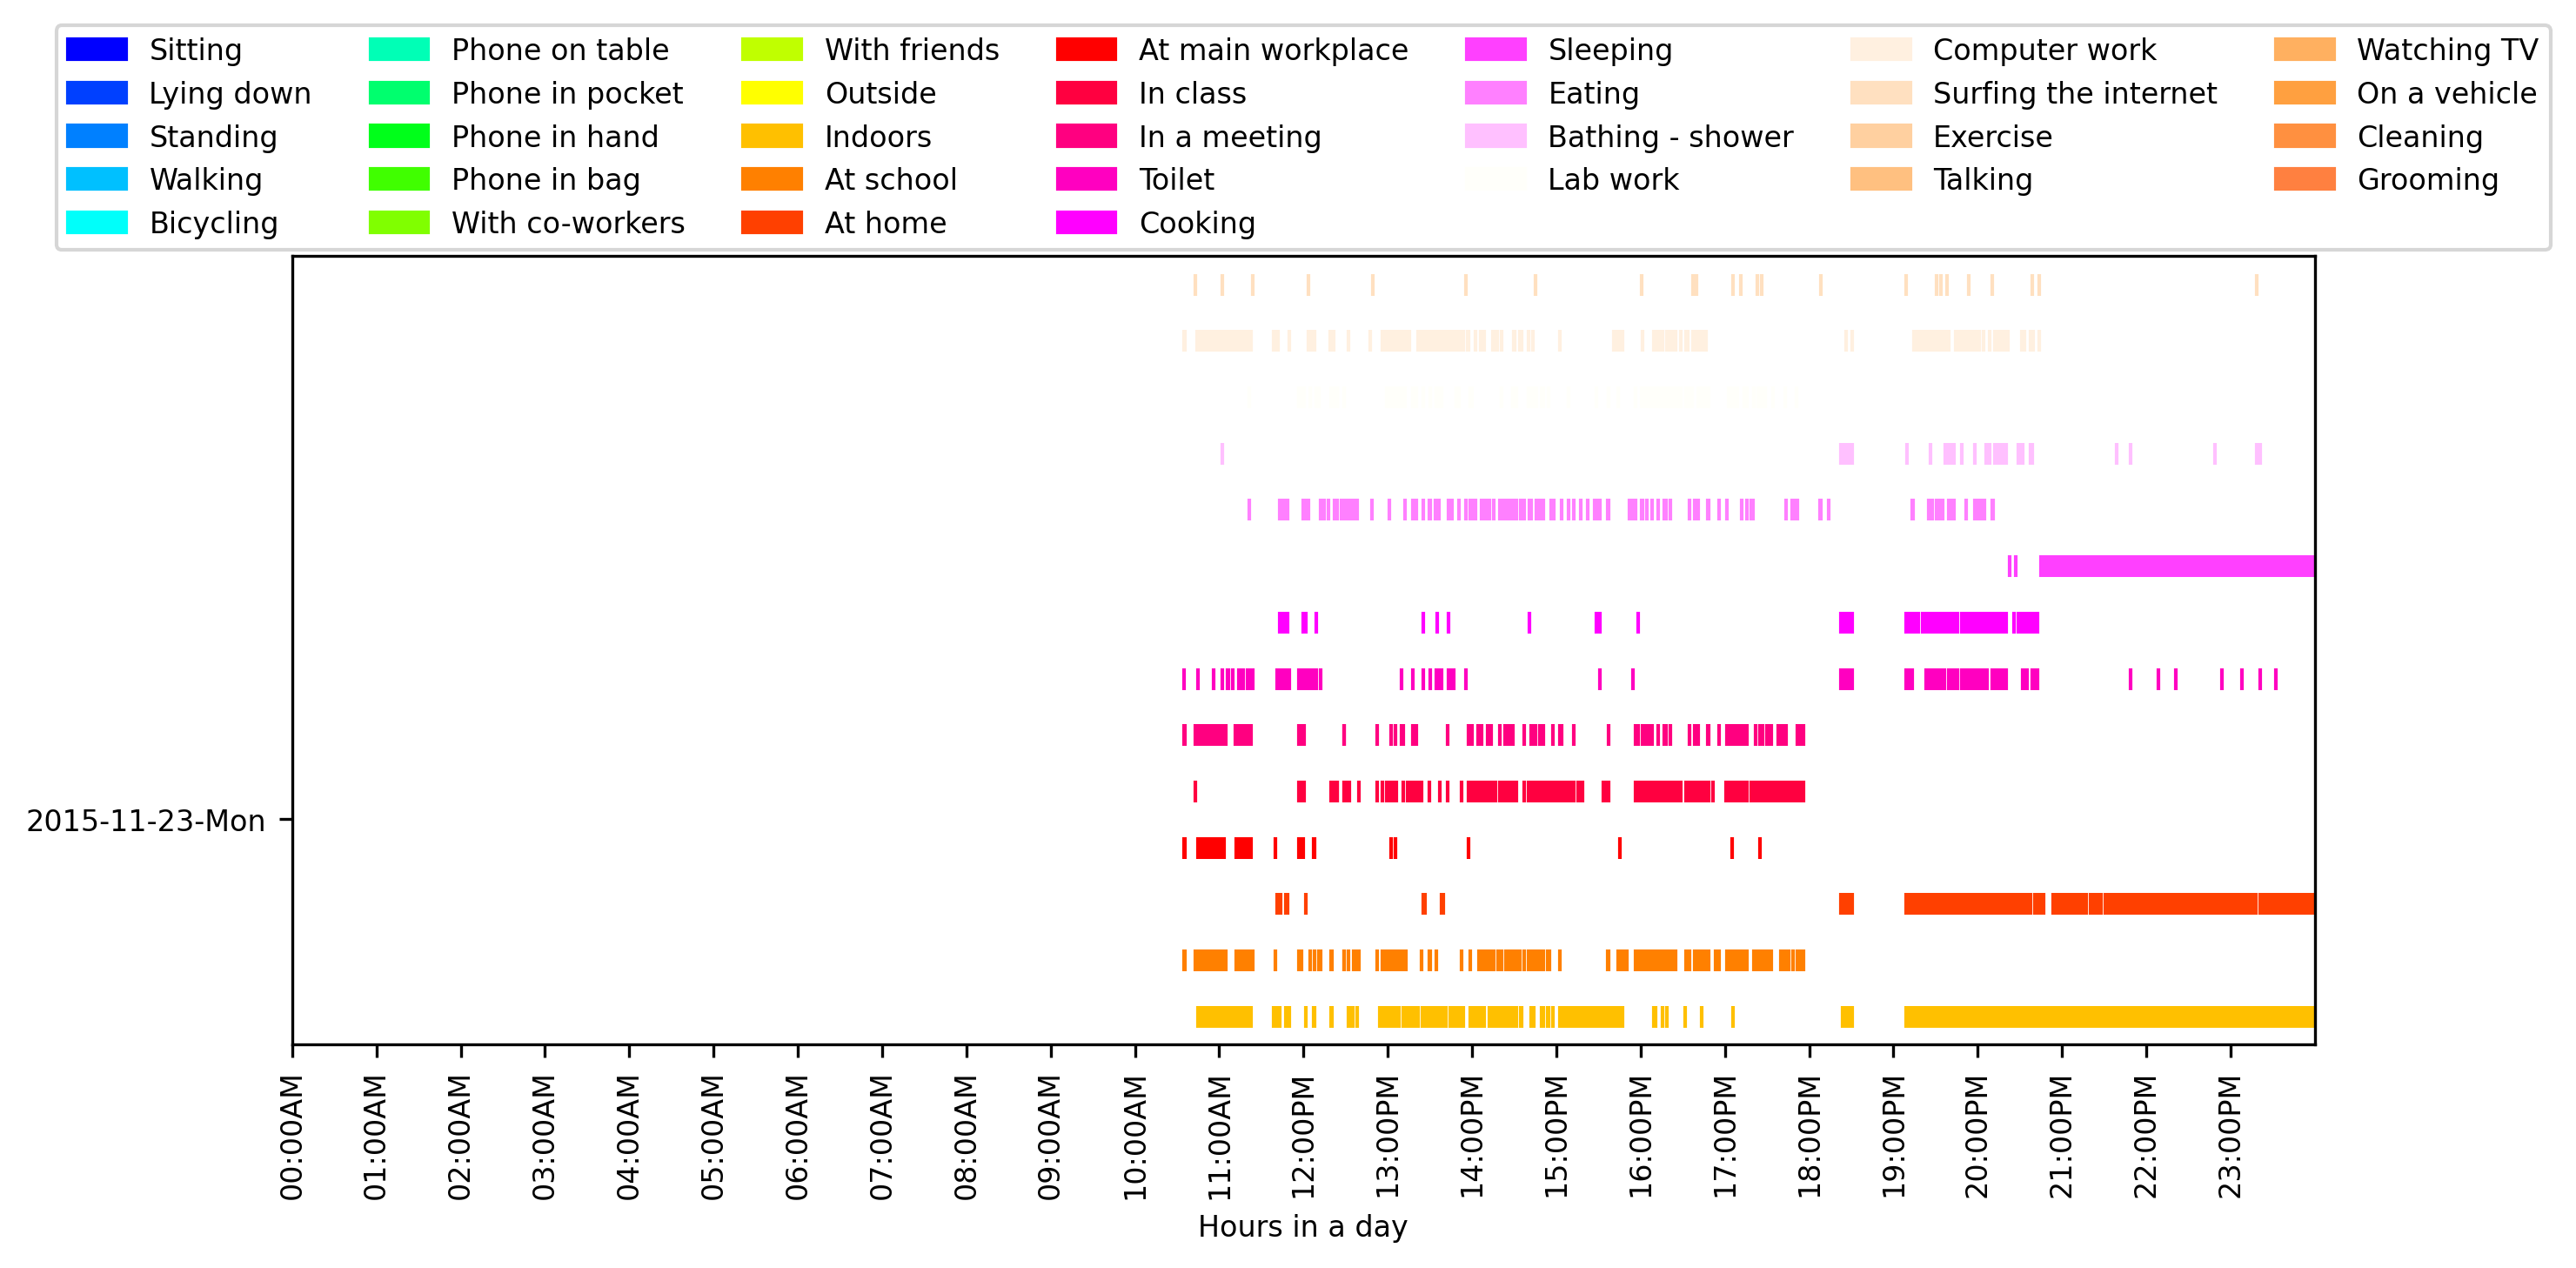 Sitting
Lying down
Standing
Walking
Bicycling
Phone on table
Phone in pocket
Phone in hand
Phone in bag
With co-workers
With friends
Outside
Indoors
At school
At home
At main workplace
In class
In a meeting
Toilet
Cooking
Sleeping
Eating
Bathing - shower
Lab work
Computer work
Surfing the internet
Exercise
Talking
Watching TV
On a vehicle
Cleaning
Grooming
2015-11-23-Mon
00:00AM
01:00AM
02:00AM
03:00AM
04:00AM
05:00AM
06:00AM
07:00AM
08:00AM
09:00AM
10:00AM
11:00AM
12:00PM
13:00PM
14:00PM
15:00PM
16:00PM
17:00PM
18:00PM
19:00PM
20:00PM
21:00PM
22:00PM
23:00PM
Hours in a day